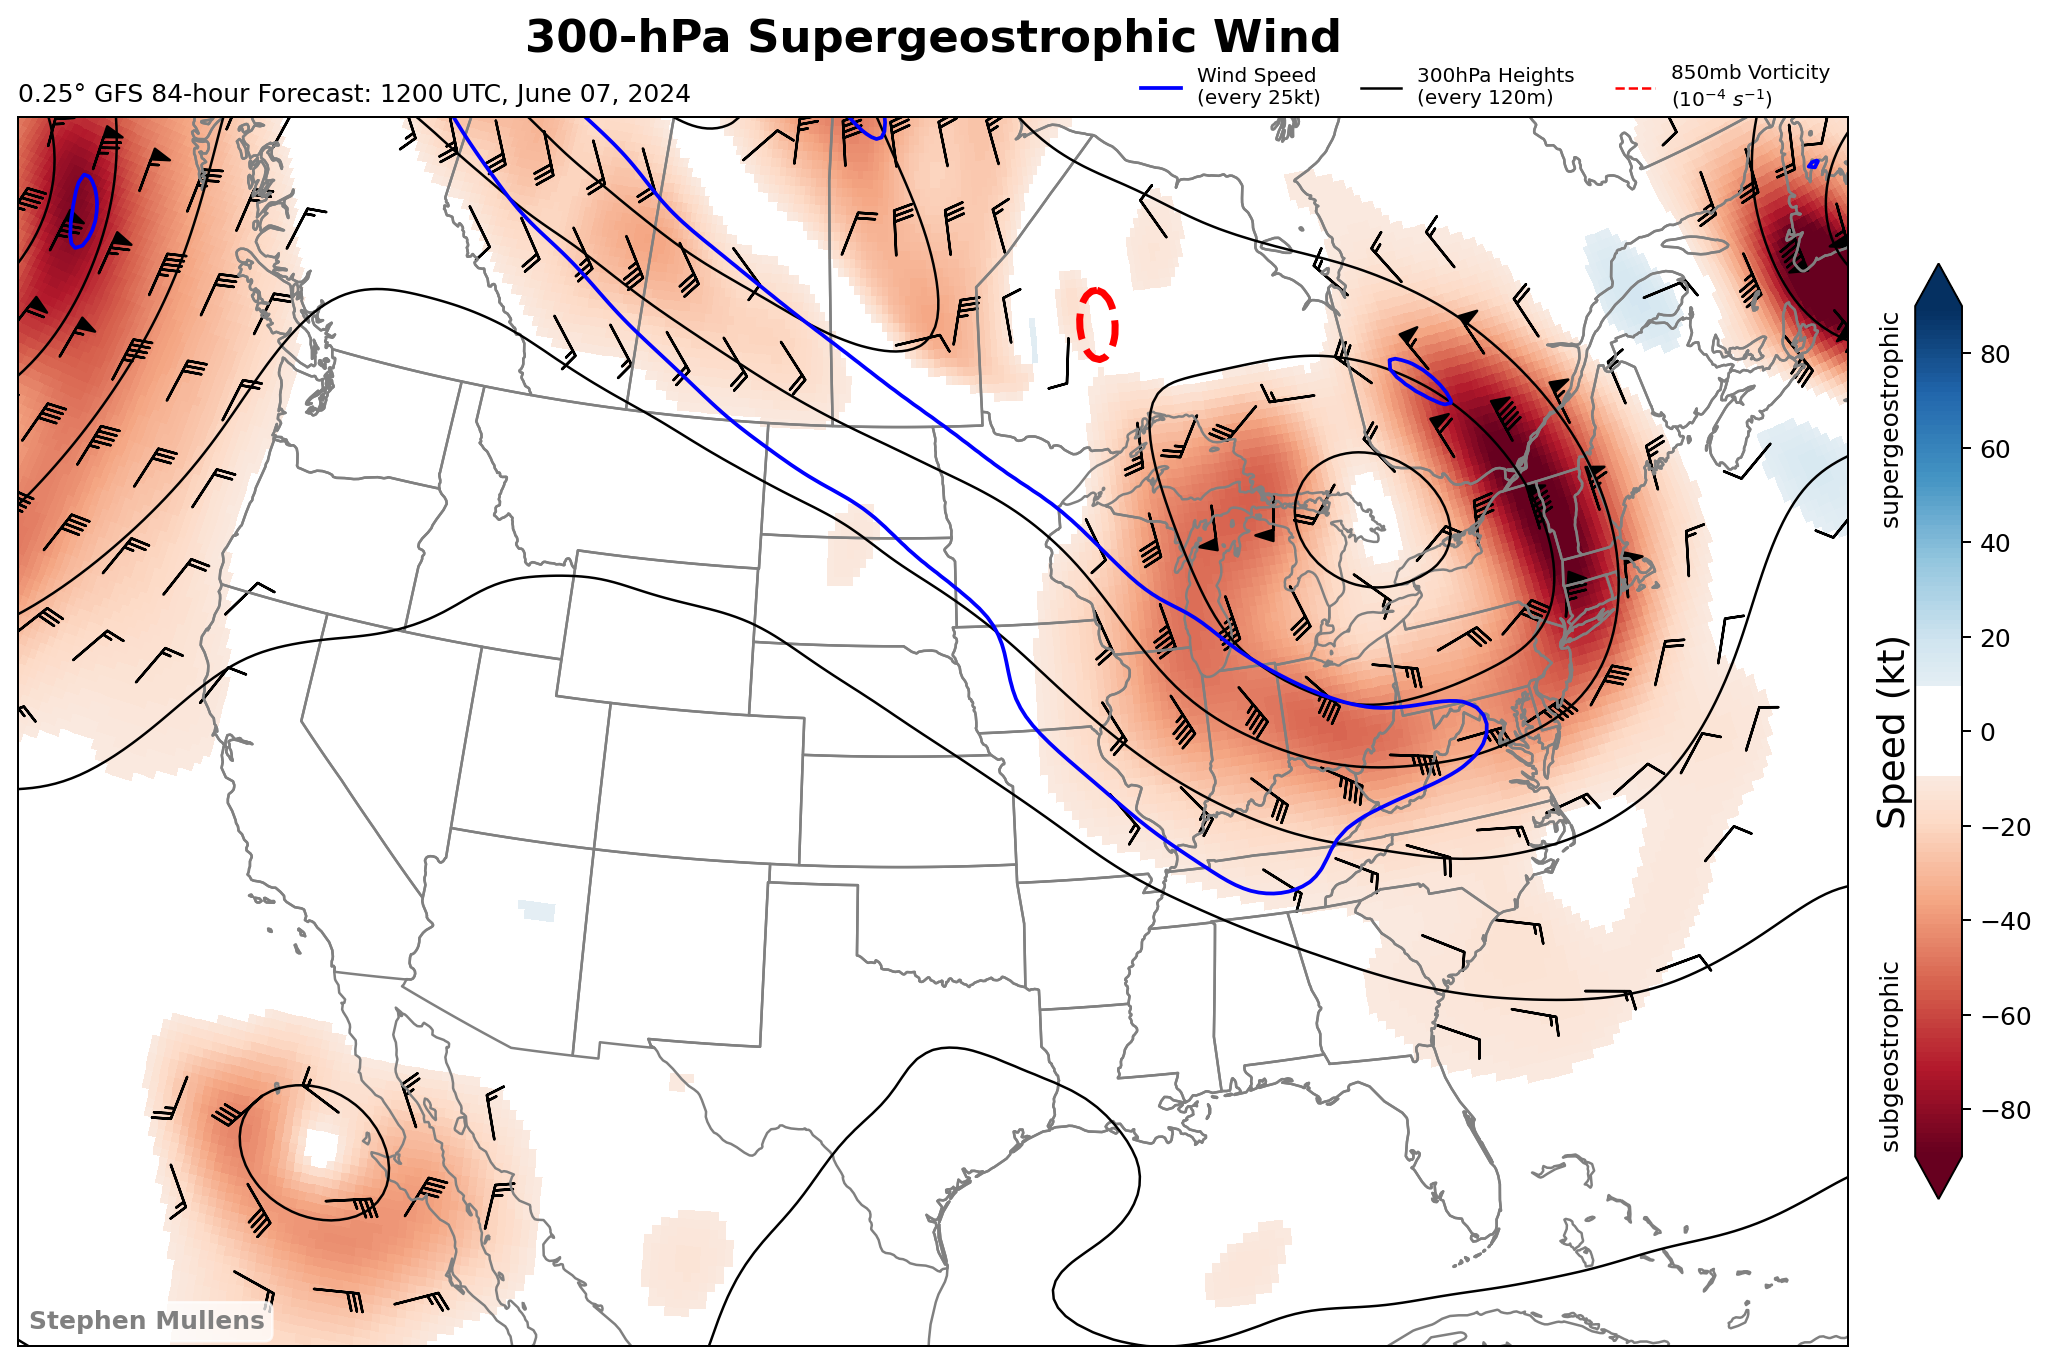 300-hPa Supergeostrophic Wind
0.25° GFS 84-hour Forecast: 1200 UTC, June 07, 2024
Wind Speed
(every 25kt)
300hPa Heights
(every 120m)
850mb Vorticity
(10⁻⁴ s⁻¹)
supergeostrophic
Speed (kt)
subgeostrophic
80
60
40
20
0
−20
−40
−60
−80
Stephen Mullens